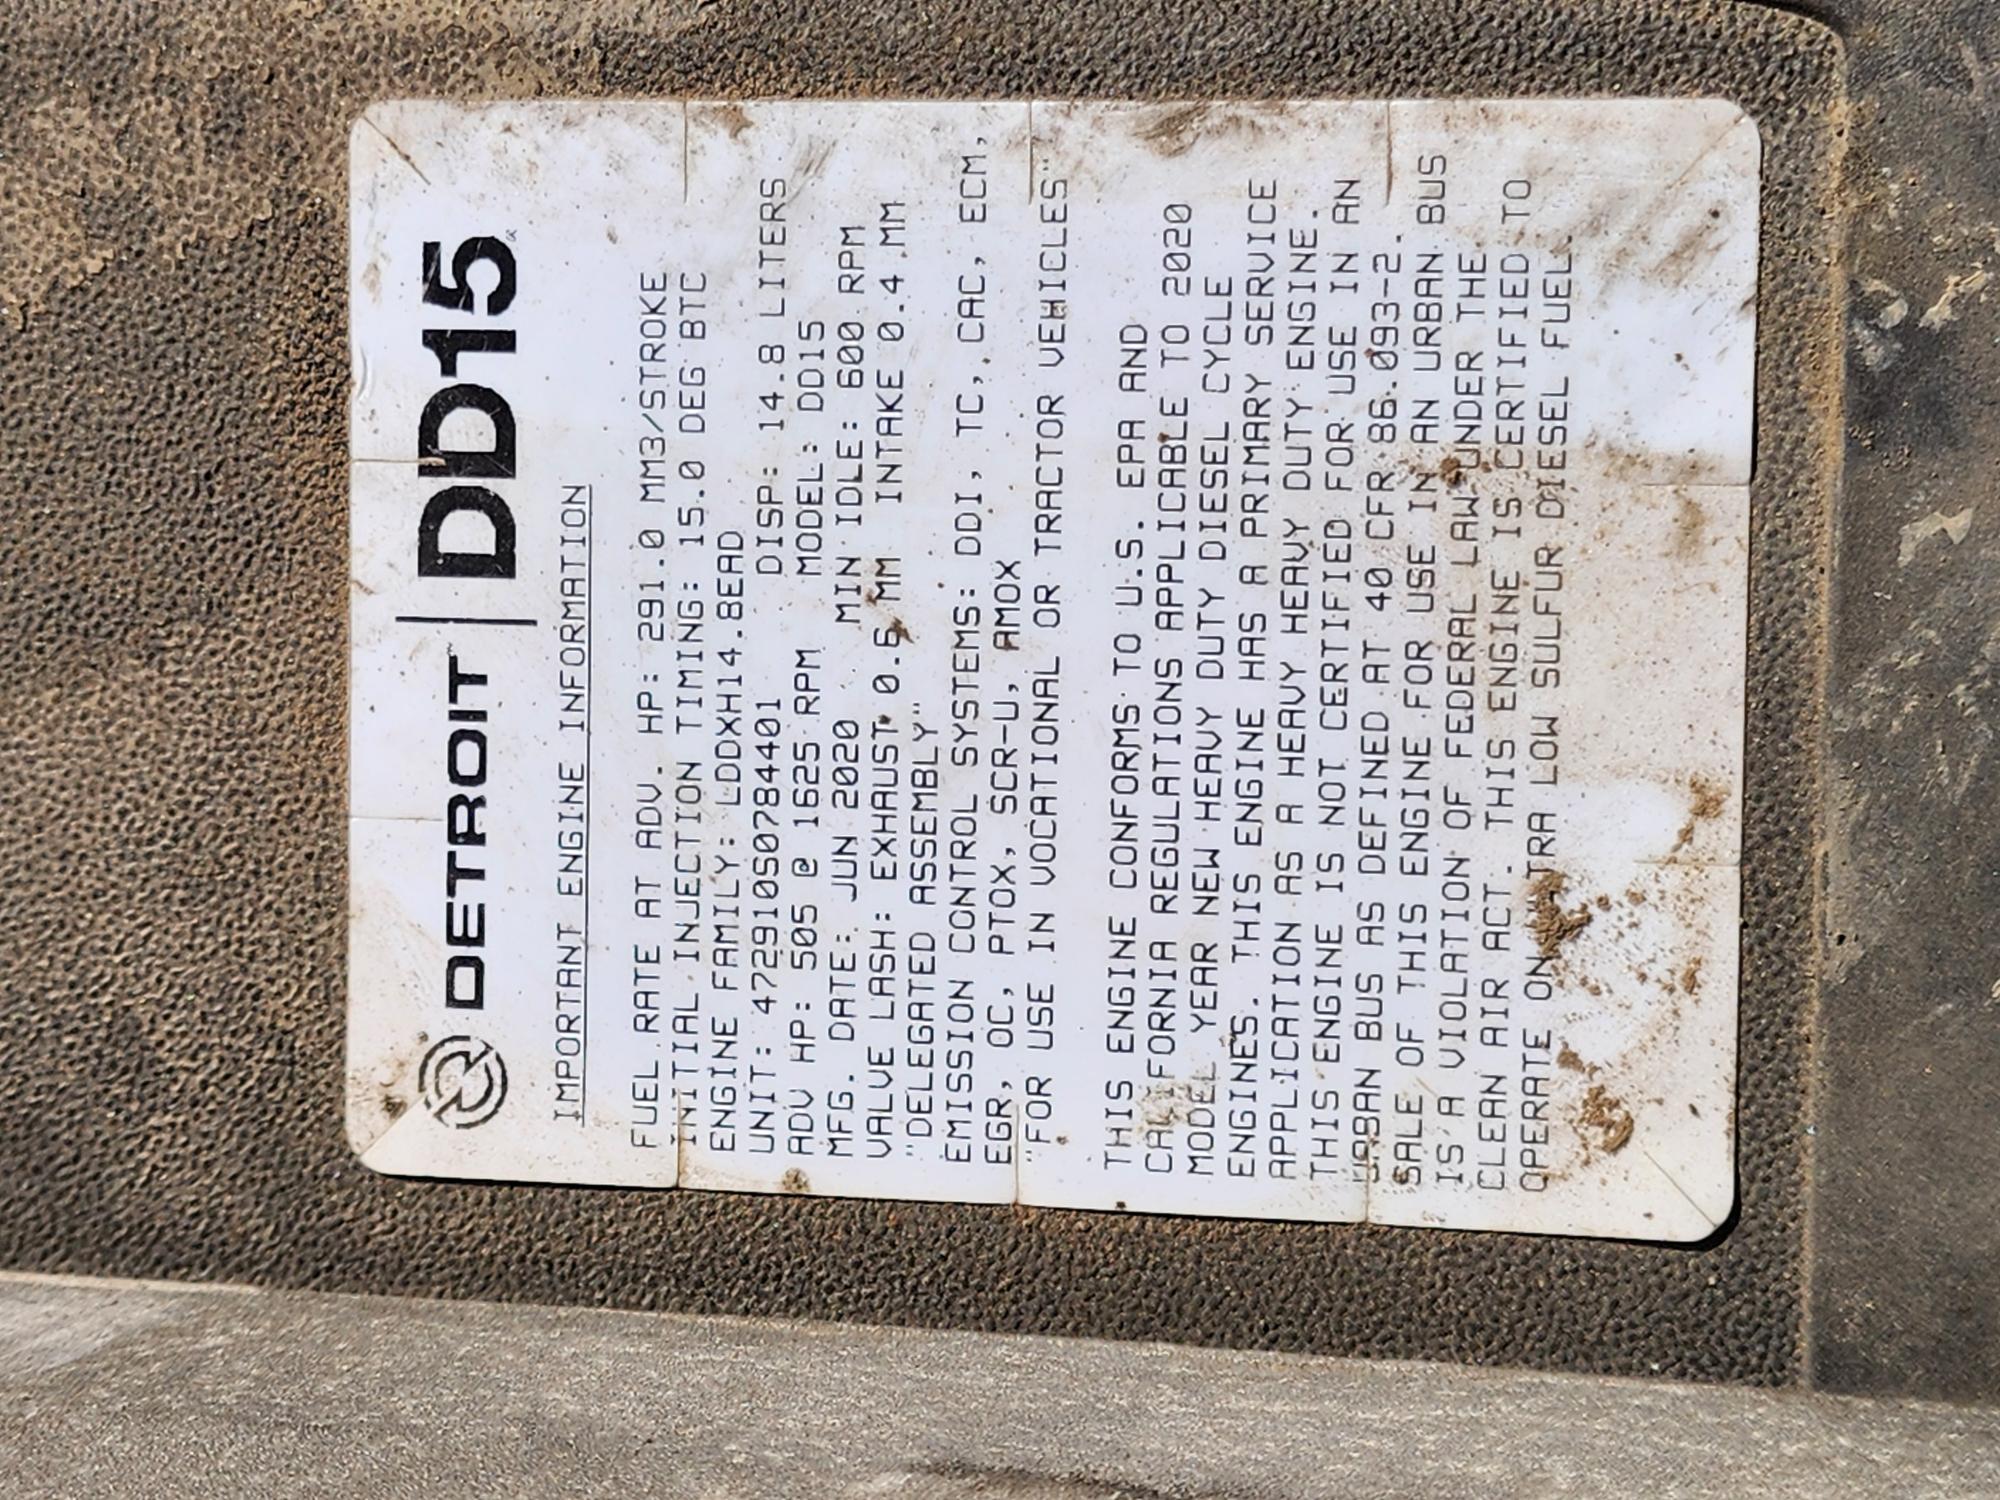 DETROIT™ DD15
IMPORTANT ENGINE INFORMATION
FUEL RATE AT ADV. HP: 291.0 MM3/STROKE
INITIAL INJECTION TIMING: 15.0 DEG BTC
ENGINE FAMILY: LDDXH14.8EAD
UNIT: 472910S0784401 DISP: 14.8 LITERS
ADV HP: 505 @ 1625 RPM MODEL: DD15
MFG. DATE: JUN 2020 MIN IDLE: 600 RPM
VALVE LASH: EXHAUST 0.6 MM INTAKE 0.4 MM
"DELEGATED ASSEMBLY"
EMISSION CONTROL SYSTEMS: DDI, TC, CAC, ECM,
EGR, OC, PTOX, SCR-U, AMOX
"FOR USE IN VOCATIONAL OR TRACTOR VEHICLES"
THIS ENGINE CONFORMS TO U.S. EPA AND
CALIFORNIA REGULATIONS APPLICABLE TO 2020
MODEL YEAR NEW HEAVY DUTY DIESEL CYCLE
ENGINES. THIS ENGINE HAS A PRIMARY SERVICE
APPLICATION AS A HEAVY HEAVY DUTY ENGINE.
THIS ENGINE IS NOT CERTIFIED FOR USE IN AN
URBAN BUS AS DEFINED AT 40 CFR 86.093-2.
SALE OF THIS ENGINE FOR USE IN AN URBAN BUS
IS A VIOLATION OF FEDERAL LAW UNDER THE
CLEAN AIR ACT. THIS ENGINE IS CERTIFIED TO
OPERATE ON ULTRA LOW SULFUR DIESEL FUEL.